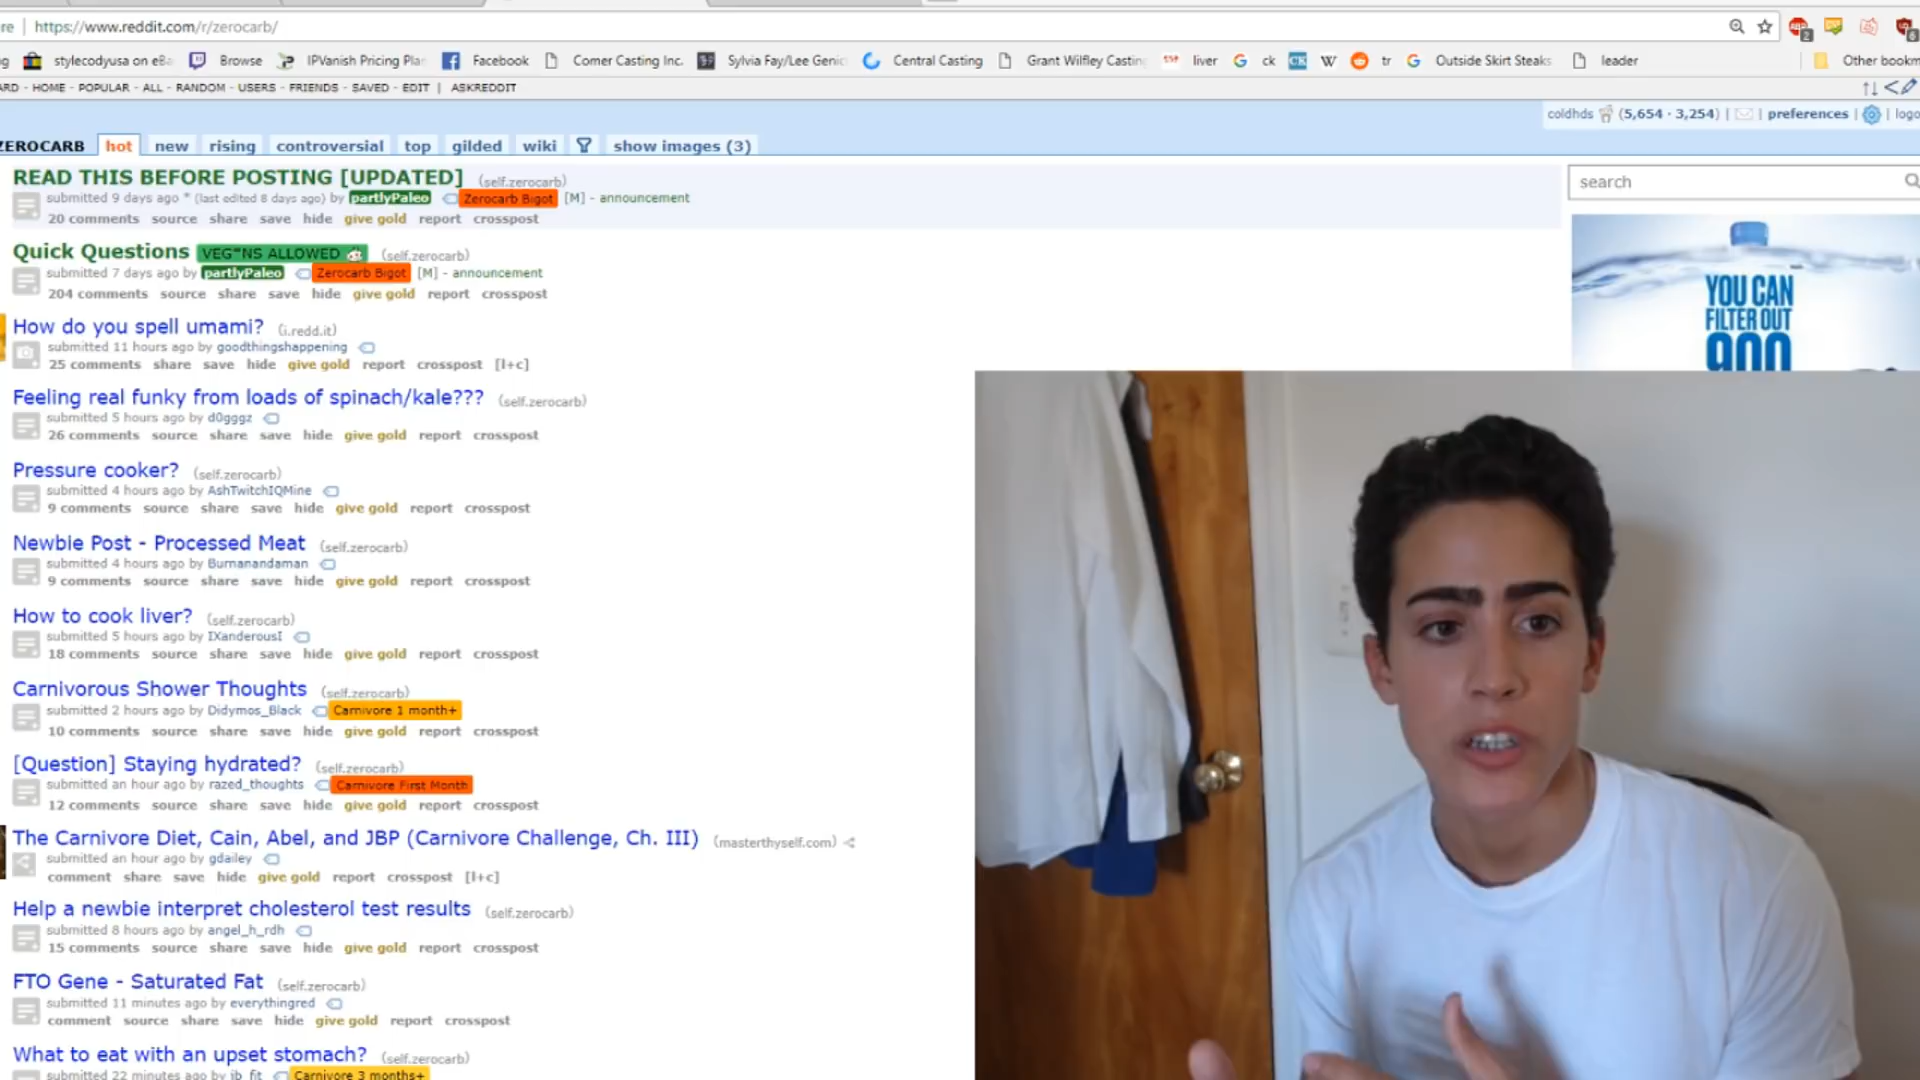 re https://www.reddit.com/r/zerocarb/
stylecodyusa on eBa Browse IPVanish Pricing Pla Facebook Comer Casting Inc. Sylvia Fay/Lee Genic Central Casting Grant Wilfley Casting liver ck CK W tr Outside Skirt Steaks leader Other bookm
ARD - HOME - POPULAR - ALL - RANDOM - USERS - FRIENDS - SAVED - EDIT | ASKREDDIT
coldhds (5,654 · 3,254) | preferences | logo
ZEROCARB hot new rising controversial top gilded wiki show images (3)
READ THIS BEFORE POSTING [UPDATED] (self.zerocarb)
submitted 9 days ago * (last edited 8 days ago) by partlyPaleo Zerocarb Bigot [M] - announcement
20 comments source share save hide give gold report crosspost
search
Quick Questions VEG*NS ALLOWED (self.zerocarb)
submitted 7 days ago by partlyPaleo Zerocarb Bigot [M] - announcement
204 comments source share save hide give gold report crosspost
YOU CAN
FILTER OUT
900
How do you spell umami? (i.redd.it)
submitted 11 hours ago by goodthingshappening
25 comments share save hide give gold report crosspost [l+c]
Feeling real funky from loads of spinach/kale??? (self.zerocarb)
submitted 5 hours ago by d0gggz
26 comments source share save hide give gold report crosspost
Pressure cooker? (self.zerocarb)
submitted 4 hours ago by AshTwitchIQMine
9 comments source share save hide give gold report crosspost
Newbie Post - Processed Meat (self.zerocarb)
submitted 4 hours ago by Burnanandaman
9 comments source share save hide give gold report crosspost
How to cook liver? (self.zerocarb)
submitted 5 hours ago by IXanderousI
18 comments source share save hide give gold report crosspost
Carnivorous Shower Thoughts (self.zerocarb)
submitted 2 hours ago by Didymos_Black Carnivore 1 month+
10 comments source share save hide give gold report crosspost
[Question] Staying hydrated? (self.zerocarb)
submitted an hour ago by razed_thoughts Carnivore First Month
12 comments source share save hide give gold report crosspost
The Carnivore Diet, Cain, Abel, and JBP (Carnivore Challenge, Ch. III) (masterthyself.com)
submitted an hour ago by gdailey
comment share save hide give gold report crosspost [l+c]
Help a newbie interpret cholesterol test results (self.zerocarb)
submitted 8 hours ago by angel_h_rdh
15 comments source share save hide give gold report crosspost
FTO Gene - Saturated Fat (self.zerocarb)
submitted 11 minutes ago by everythingred
comment source share save hide give gold report crosspost
What to eat with an upset stomach? (self.zerocarb)
submitted 22 minutes ago by jb_fit Carnivore 3 months+